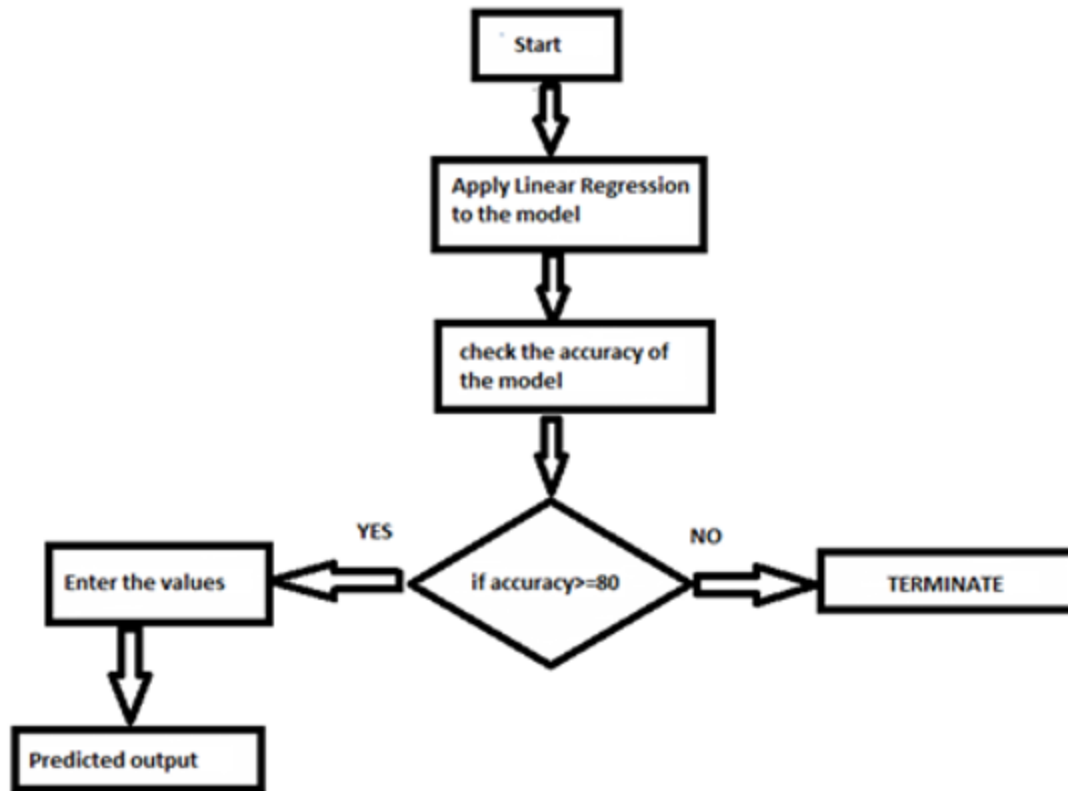 Start
Apply Linear Regression
to the model
check the accuracy of
the model
YES
NO
Enter the values
if accuracy>=80
TERMINATE
Predicted output